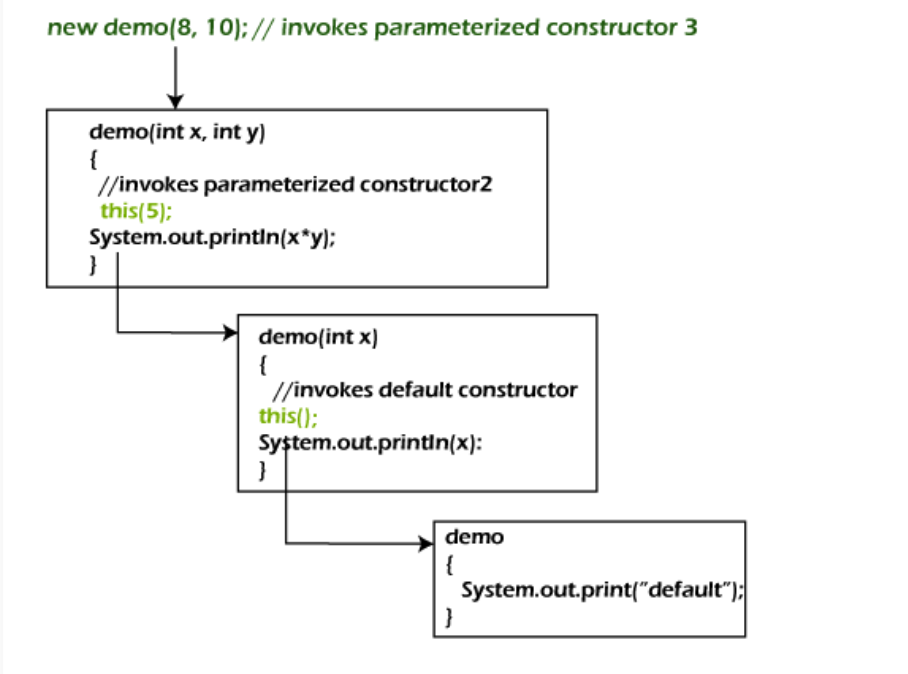 new demo(8, 10); // invokes parameterized constructor 3
demo(int x, int y)
{
//invokes parameterized constructor2
this(5);
System.out.println(x*y);
}
demo(int x)
{
//invokes default constructor
this();
System.out.println(x):
}
demo
{
System.out.print("default");
}